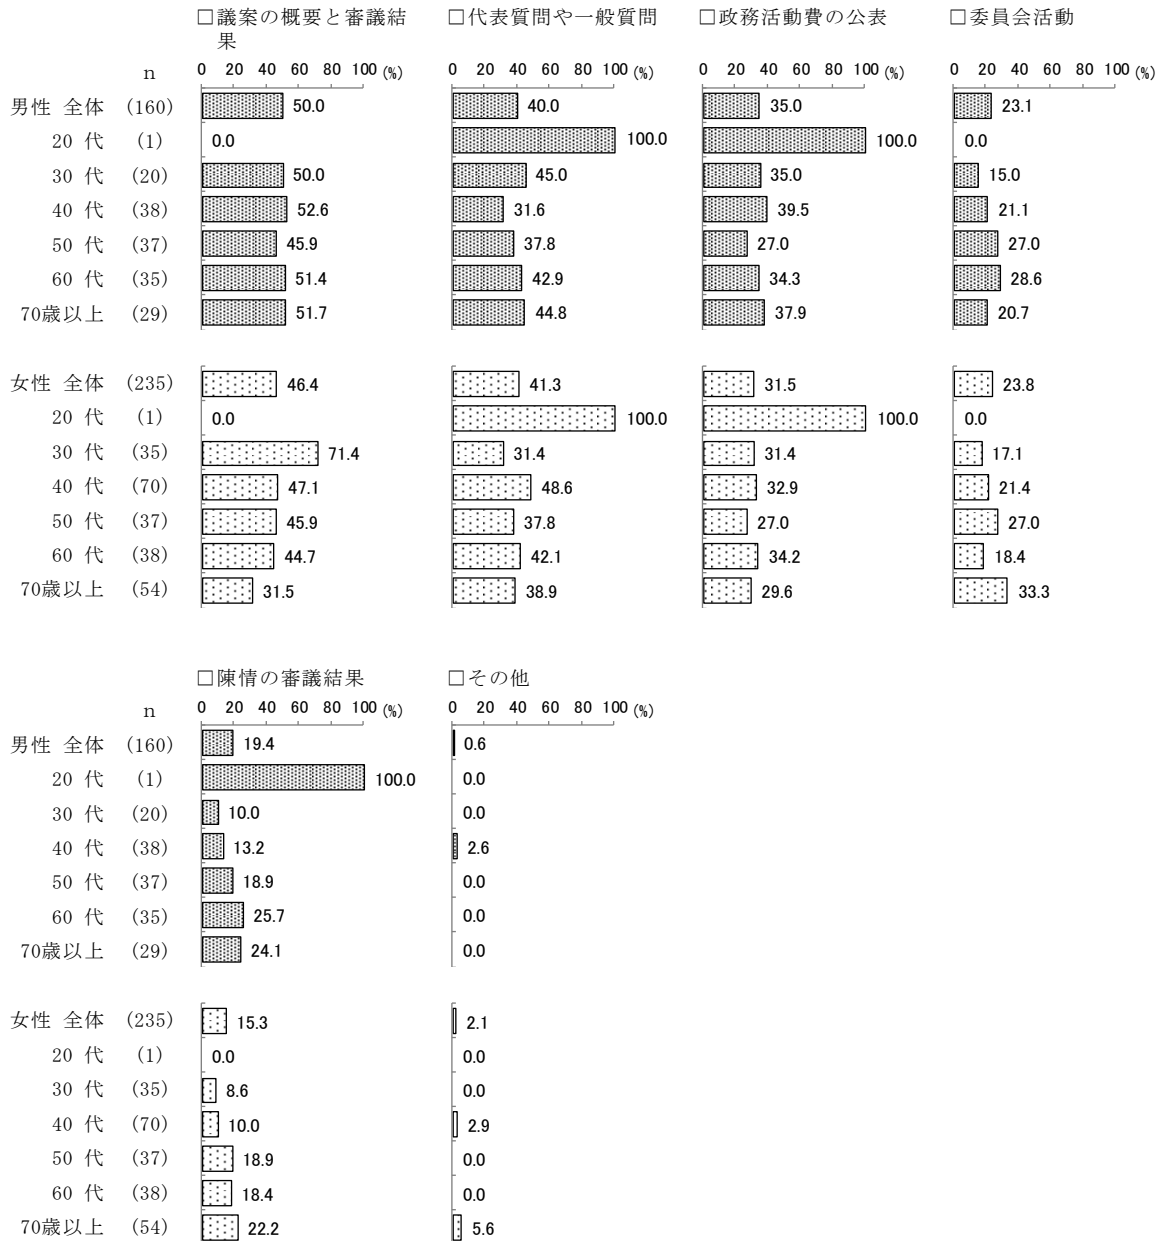 □議案の概要と審議結果 □代表質問や一般質問 □政務活動費の公表 □委員会活動
n 0 20 40 60 80 100 (%) 0 20 40 60 80 100 (%) 0 20 40 60 80 100 (%) 0 20 40 60 80 100 (%)
男性 全体 (160) 50.0 40.0 35.0 23.1
20 代 (1) 0.0 100.0 100.0 0.0
30 代 (20) 50.0 45.0 35.0 15.0
40 代 (38) 52.6 31.6 39.5 21.1
50 代 (37) 45.9 37.8 27.0 27.0
60 代 (35) 51.4 42.9 34.3 28.6
70歳以上 (29) 51.7 44.8 37.9 20.7
女性 全体 (235) 46.4 41.3 31.5 23.8
20 代 (1) 0.0 100.0 100.0 0.0
30 代 (35) 71.4 31.4 31.4 17.1
40 代 (70) 47.1 48.6 32.9 21.4
50 代 (37) 45.9 37.8 27.0 27.0
60 代 (38) 44.7 42.1 34.2 18.4
70歳以上 (54) 31.5 38.9 29.6 33.3
□陳情の審議結果 □その他
n 0 20 40 60 80 100 (%) 0 20 40 60 80 100 (%)
男性 全体 (160) 19.4 0.6
20 代 (1) 100.0 0.0
30 代 (20) 10.0 0.0
40 代 (38) 13.2 2.6
50 代 (37) 18.9 0.0
60 代 (35) 25.7 0.0
70歳以上 (29) 24.1 0.0
女性 全体 (235) 15.3 2.1
20 代 (1) 0.0 0.0
30 代 (35) 8.6 0.0
40 代 (70) 10.0 2.9
50 代 (37) 18.9 0.0
60 代 (38) 18.4 0.0
70歳以上 (54) 22.2 5.6